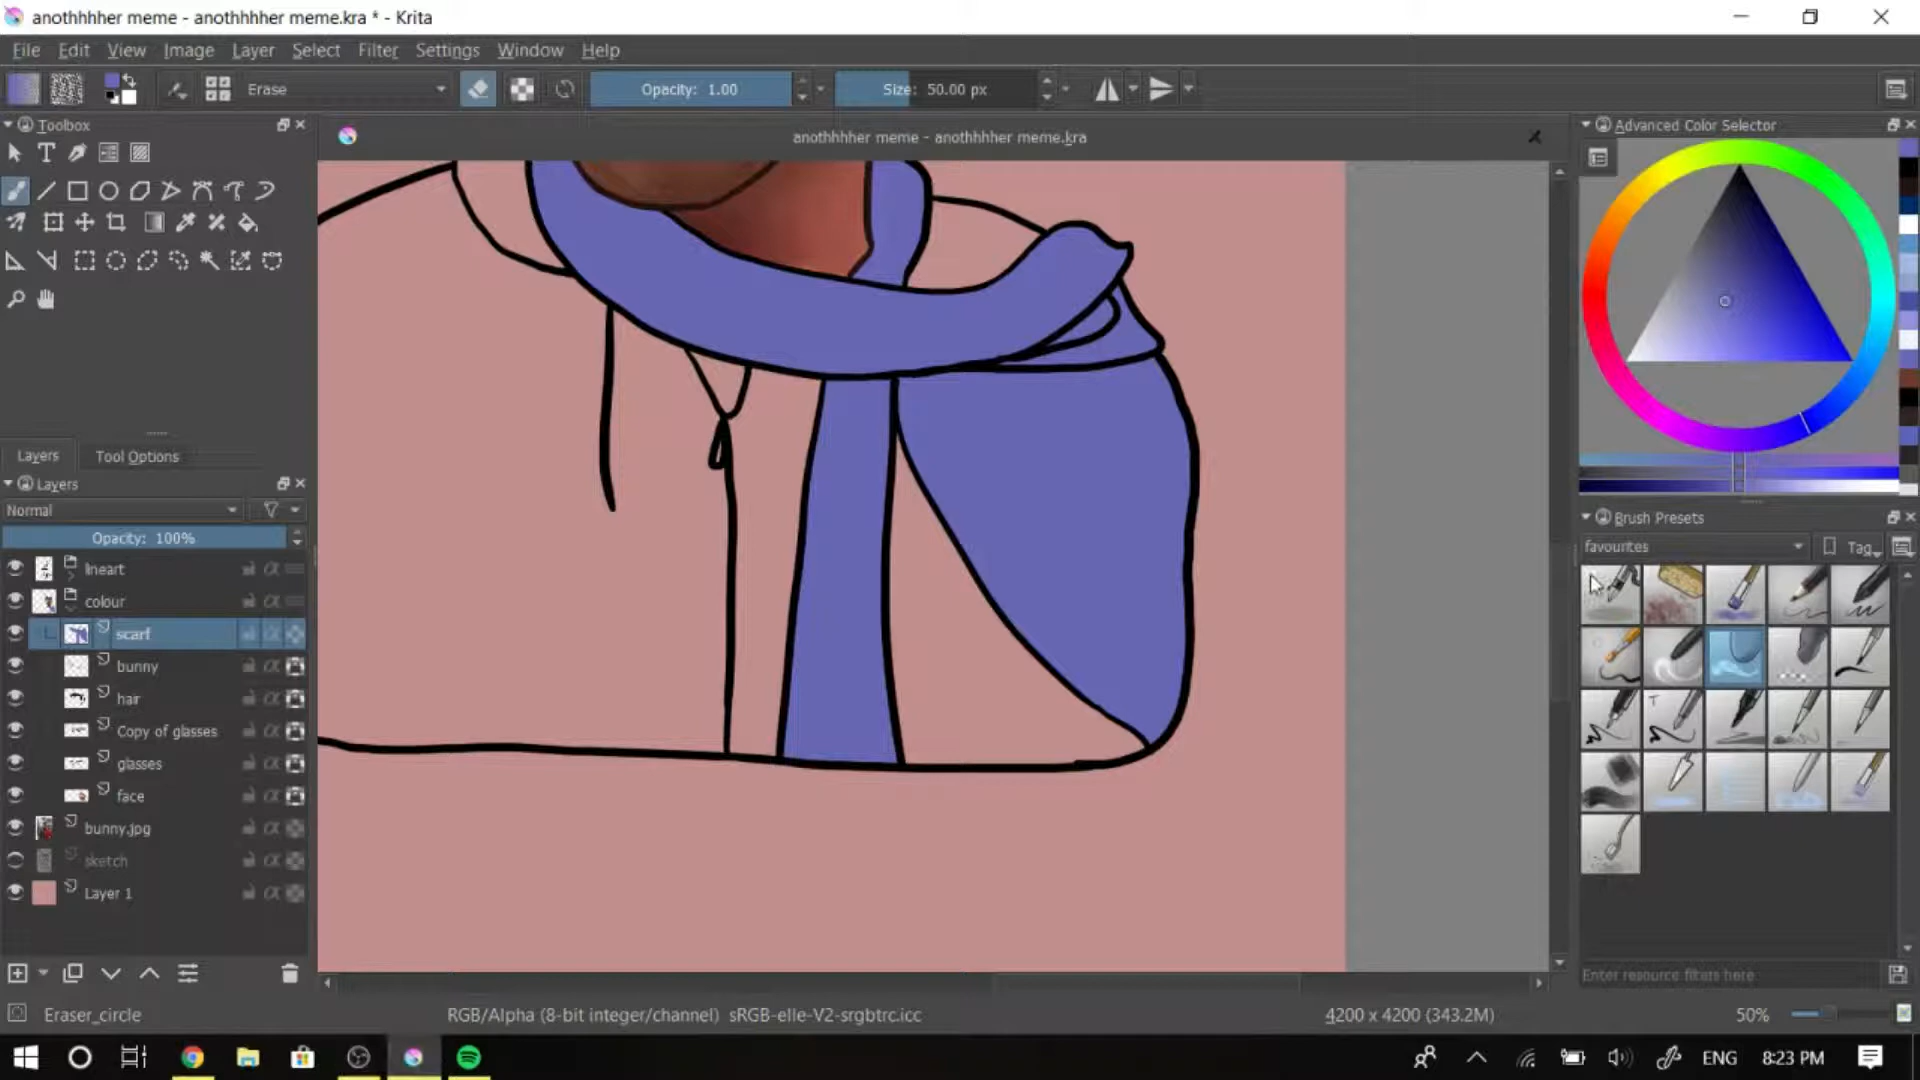 anothhhher meme - anothhhher meme.kra * - Krita
File Edit View Image Layer Select Filter Settings Window Help
Erase Opacity: 1.00 Size: 50.00 px
Toolbox
anothhhher meme - anothhhher meme.kra
Advanced Color Selector
Layers Tool Options
Layers
Normal
Opacity: 100%
lineart
colour
scarf
bunny
hair
Copy of glasses
glasses
face
bunny.jpg
sketch
Layer 1
Brush Presets
favourites Tag
Enter resource filters here
Eraser_circle RGB/Alpha (8-bit integer/channel) sRGB-elle-V2-srgbtrc.icc 4200 x 4200 (343.2M) 50%
ENG 8:23 PM